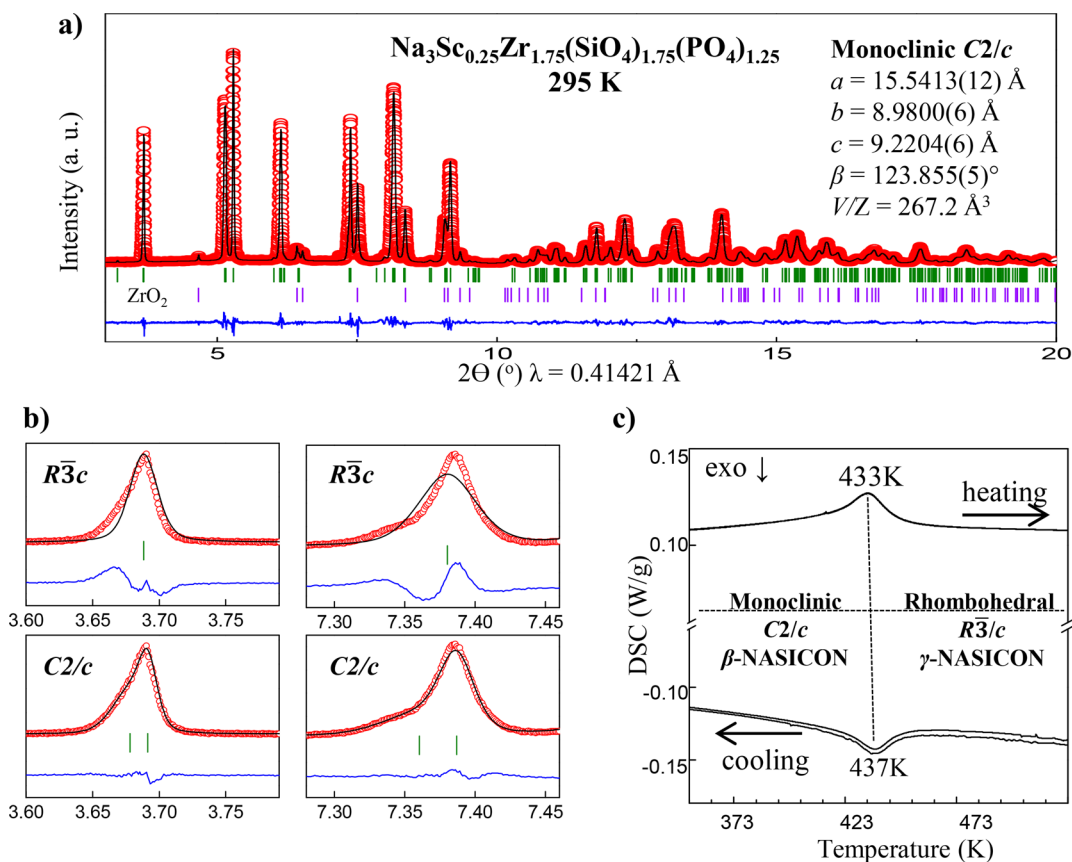 a)
Na₃Sc₀.₂₅Zr₁.₇₅(SiO₄)₁.₇₅(PO₄)₁.₂₅
295 K
Monoclinic C2/c
a = 15.5413(12) Å
b = 8.9800(6) Å
c = 9.2204(6) Å
β = 123.855(5)°
V/Z = 267.2 Å³
Intensity (a. u.)
ZrO₂
5 10 15 20
2Θ (°) λ = 0.41421 Å
b)
R3̅c
3.60 3.65 3.70 3.75
R3̅c
7.30 7.35 7.40 7.45
C2/c
3.60 3.65 3.70 3.75
C2/c
7.30 7.35 7.40 7.45
c)
0.15
0.10
-0.10
-0.15
DSC (W/g)
exo ↓
433K
heating
Monoclinic
C2/c
β-NASICON
Rhombohedral
R3̅/c
γ-NASICON
cooling
437K
373 423 473
Temperature (K)